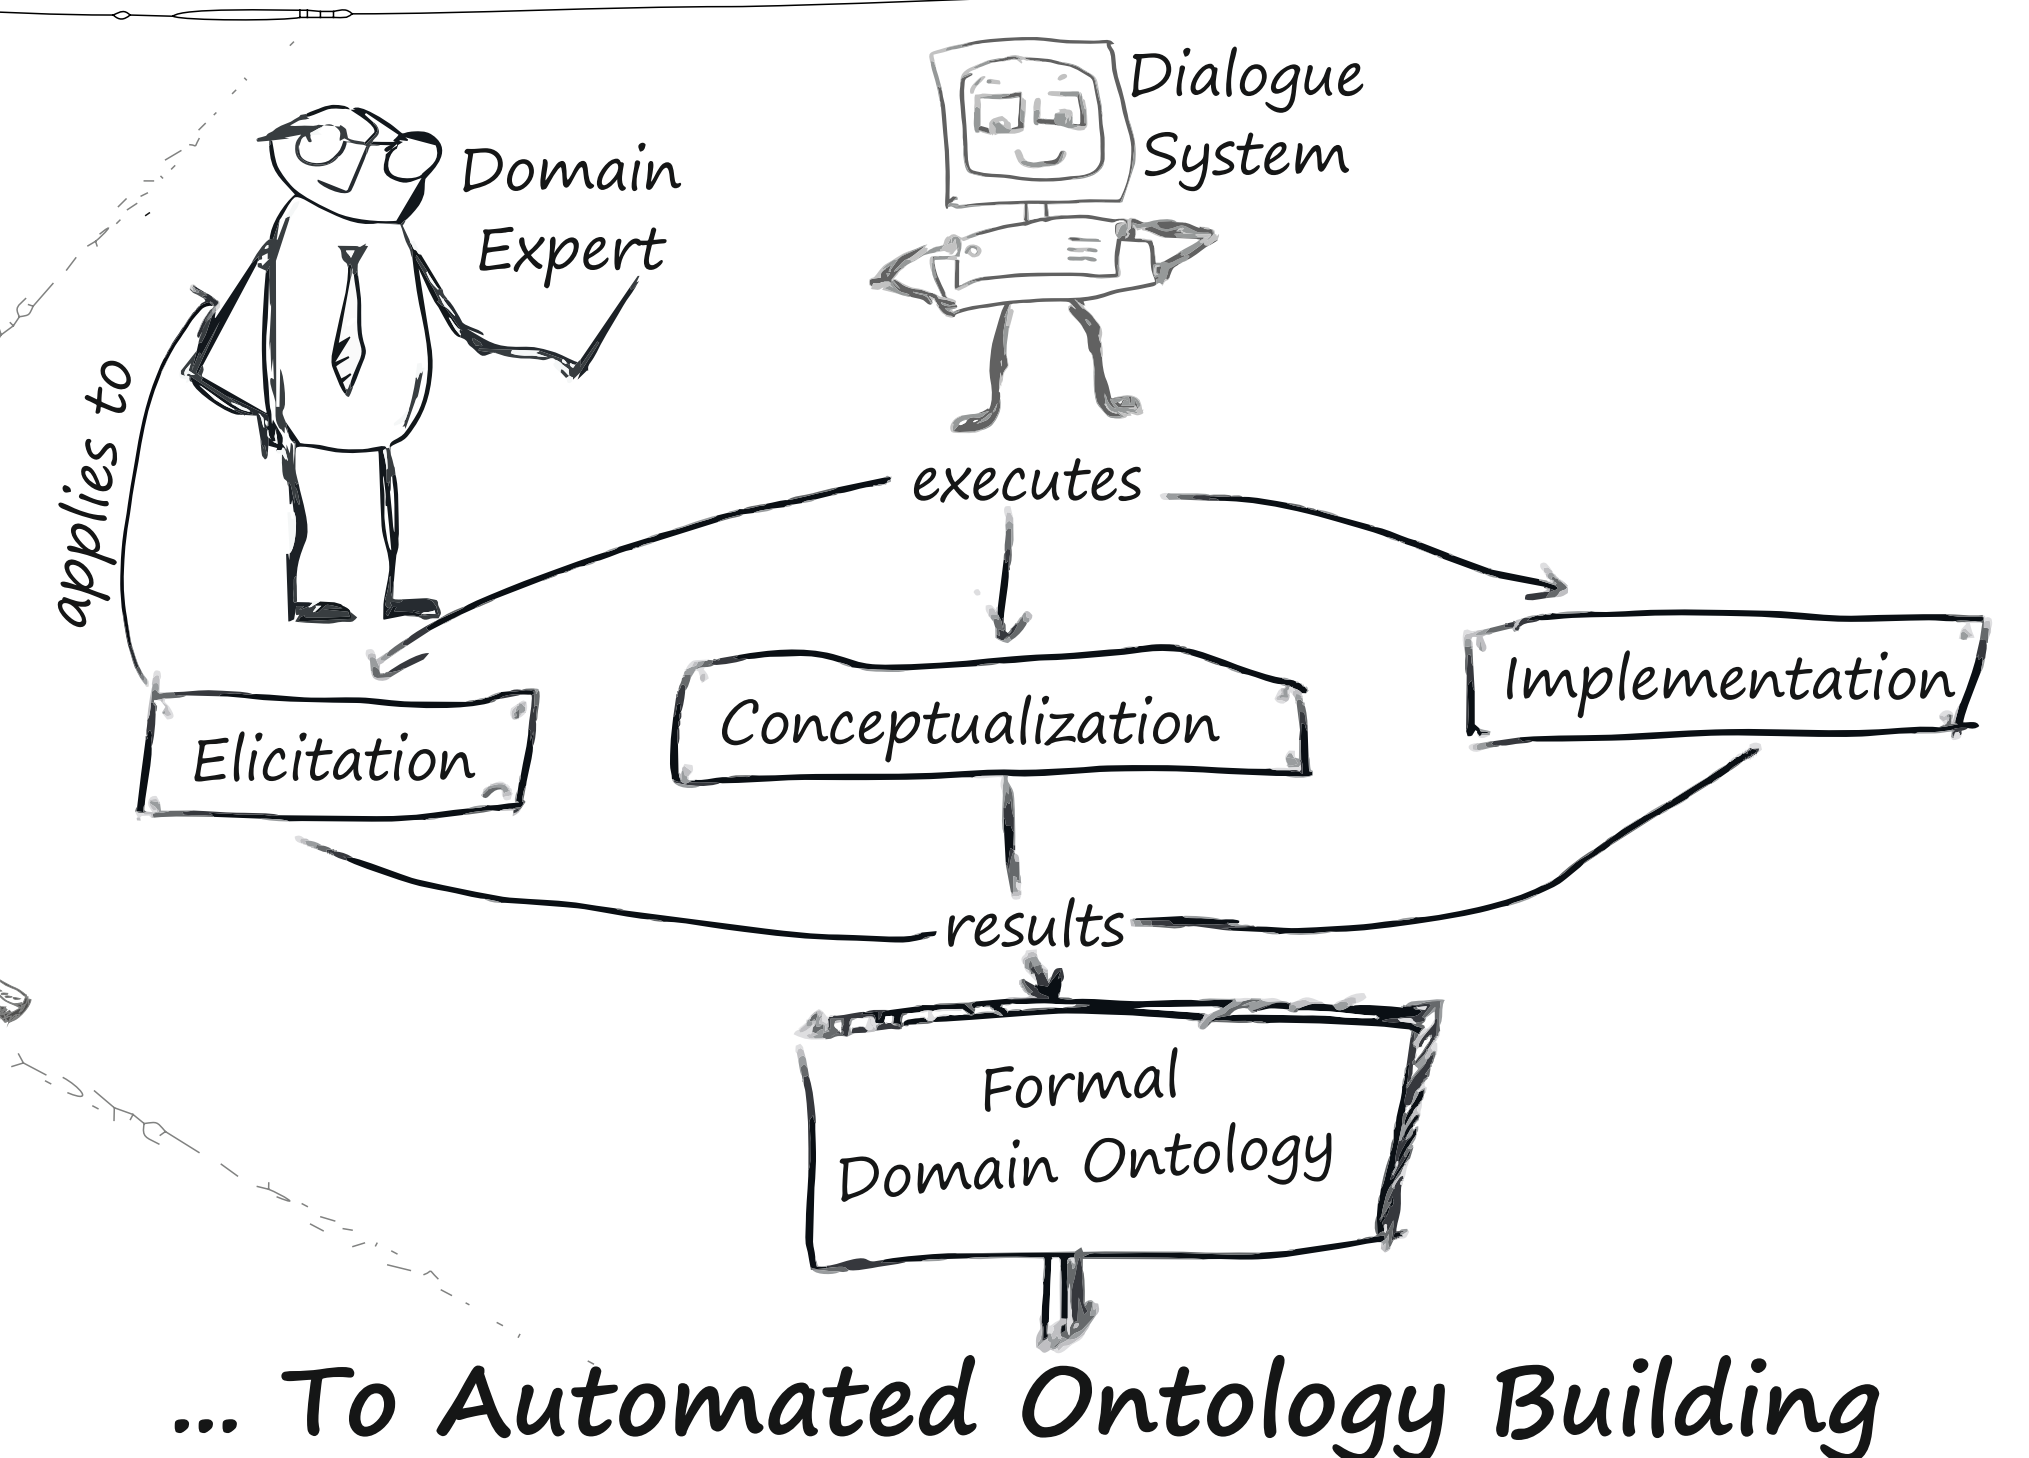 Dialogue
System
Domain
Expert
applies to
executes
Elicitation
Conceptualization
Implementation
results
Formal
Domain Ontology
... To Automated Ontology Building